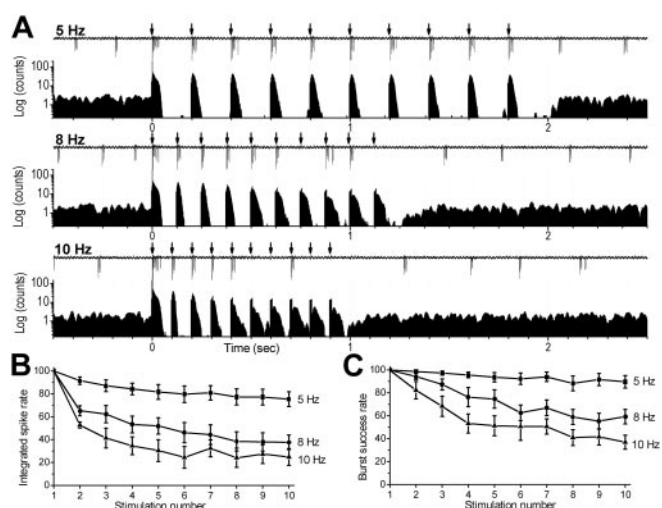 A
5 Hz
Log (counts)
100
10
1
0
1
2
8 Hz
Log (counts)
100
10
1
0
1
2
10 Hz
Log (counts)
100
10
1
0
Time (sec)
1
2
B
Integrated spike rate
100
80
60
40
20
0
1 2 3 4 5 6 7 8 9 10
Stimulation number
5 Hz
8 Hz
10 Hz
C
Burst success rate
100
80
60
40
20
0
1 2 3 4 5 6 7 8 9 10
Stimulation number
5 Hz
8 Hz
10 Hz